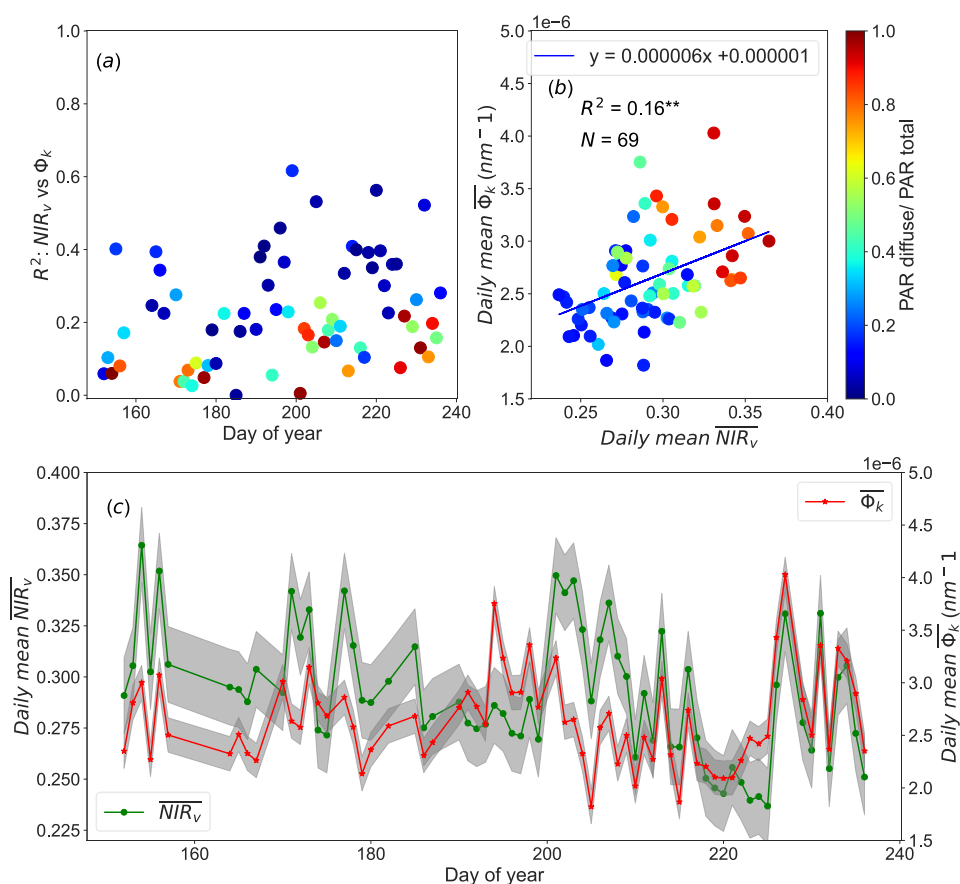 1.0
0.8
0.6
0.4
0.2
0.0
(a)
R²: NIRᵥ vs Φₖ
160
180
200
220
240
Day of year
1e−6
5.0
4.5
4.0
3.5
3.0
2.5
2.0
1.5
y = 0.000006x +0.000001
(b)
R² = 0.16**
N = 69
Daily mean Φₖ (nm−1)
0.25
0.30
0.35
0.40
Daily mean NIRᵥ
1.0
0.8
0.6
0.4
0.2
0.0
PAR diffuse/ PAR total
0.400
0.375
0.350
0.325
0.300
0.275
0.250
0.225
Daily mean NIRᵥ
(c)
Φₖ
NIRᵥ
1e−6
5.0
4.5
4.0
3.5
3.0
2.5
2.0
1.5
Daily mean Φₖ (nm−1)
160
180
200
220
240
Day of year